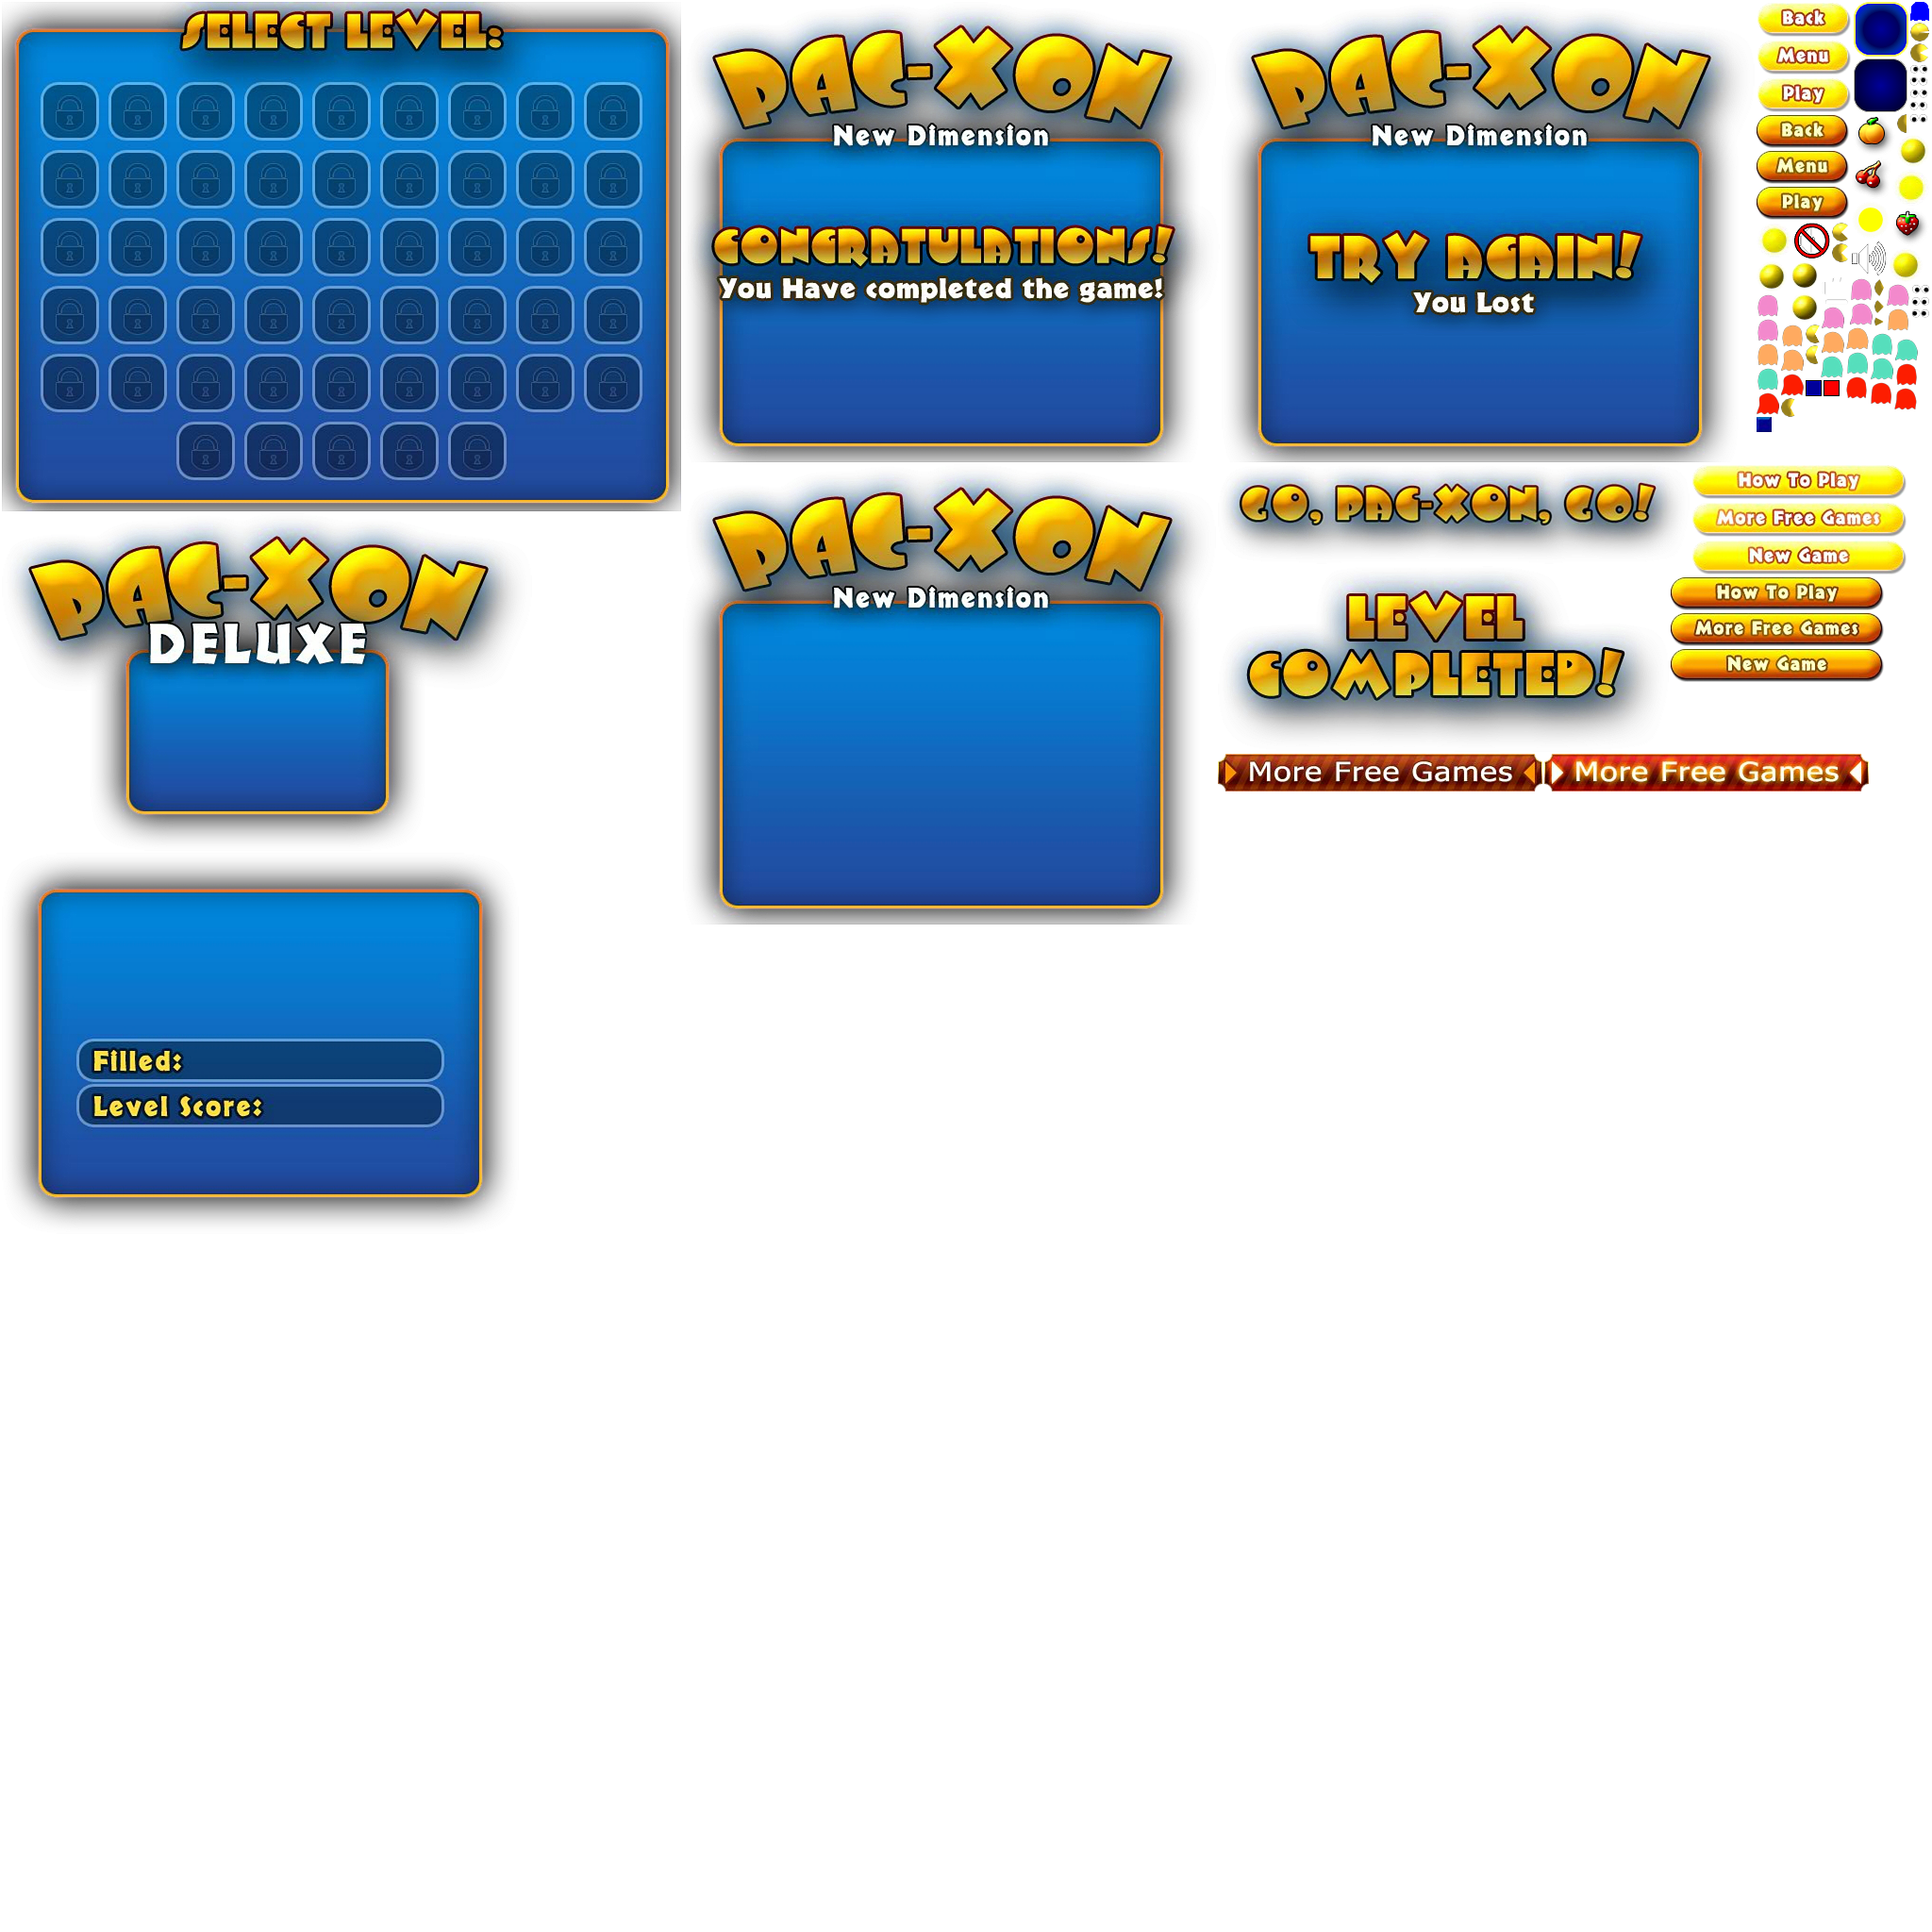 SELECT LEVEL:
PAC-XON
New Dimension
CONGRATULATIONS!
You Have completed the game!
PAC-XON
New Dimension
TRY AGAIN!
You Lost
Back
Menu
Play
Back
Menu
Play
PAC-XON
DELUXE
PAC-XON
New Dimension
GO, PAC-XON, GO!
LEVEL
COMPLETED!
How To Play
More Free Games
New Game
How To Play
More Free Games
New Game
More Free Games
More Free Games
Filled:
Level Score: